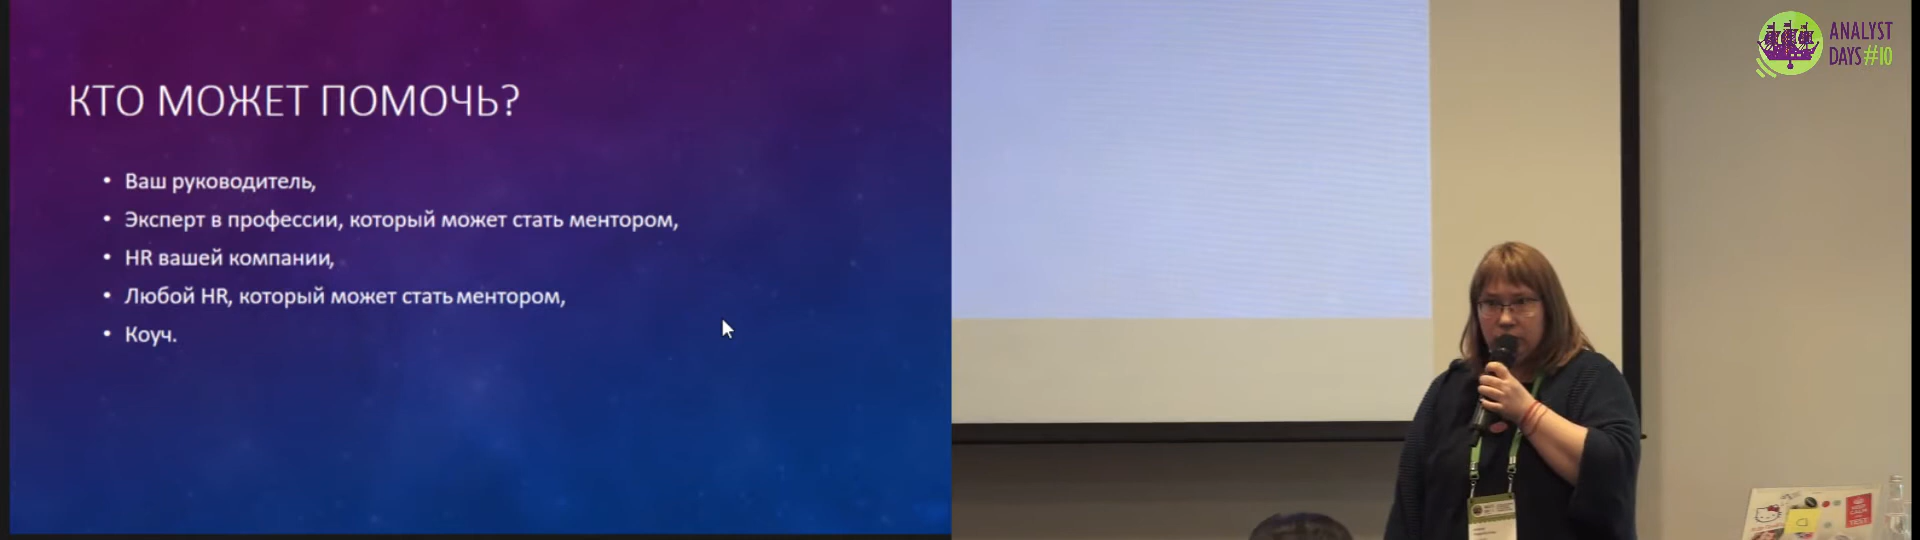 КТО МОЖЕТ ПОМОЧЬ?
• Ваш руководитель,
• Эксперт в профессии, который может стать ментором,
• HR вашей компании,
• Любой HR, который может стать ментором,
• Коуч.
ANALYST
DAYS#10